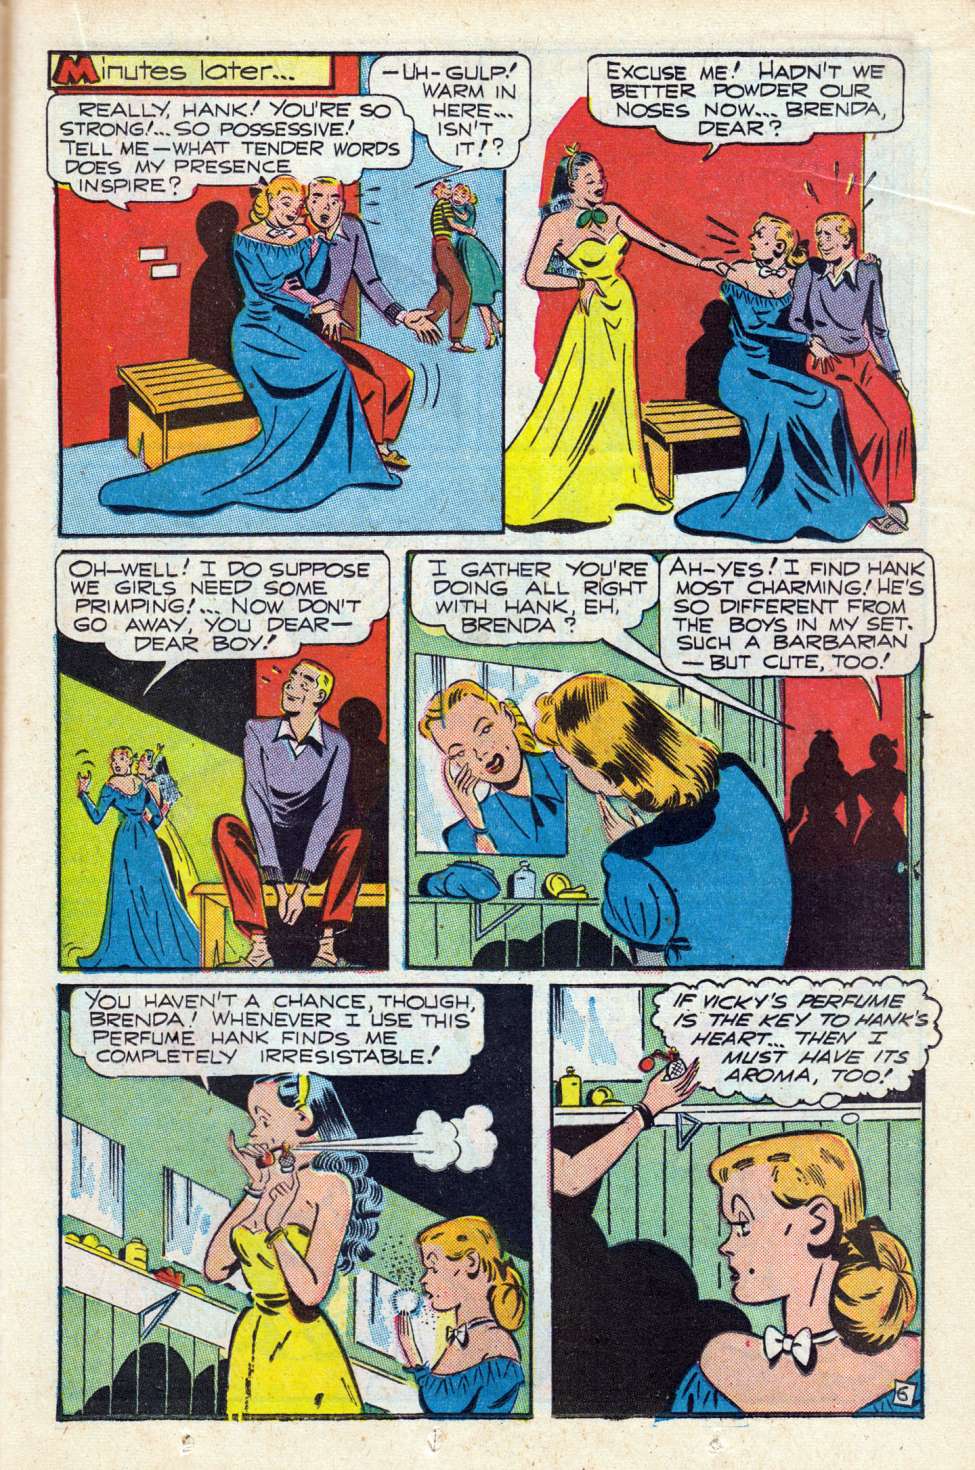 Minutes later...
REALLY, HANK! YOU'RE SO
STRONG!... SO POSSESSIVE!
TELL ME—WHAT TENDER WORDS
DOES MY PRESENCE
INSPIRE?
—UH-GULP!
WARM IN
HERE...
ISN'T
IT!?
EXCUSE ME! HADN'T WE
BETTER POWDER OUR
NOSES NOW... BRENDA,
DEAR?
OH—WELL! I DO SUPPOSE
WE GIRLS NEED SOME
PRIMPING!... NOW DON'T
GO AWAY, YOU DEAR—
DEAR BOY!
I GATHER YOU'RE
DOING ALL RIGHT
WITH HANK, EH,
BRENDA?
AH-YES! I FIND HANK
MOST CHARMING! HE'S
SO DIFFERENT FROM
THE BOYS IN MY SET.
SUCH A BARBARIAN
—BUT CUTE, TOO!
YOU HAVEN'T A CHANCE, THOUGH,
BRENDA! WHENEVER I USE THIS
PERFUME HANK FINDS ME
COMPLETELY IRRESISTABLE!
IF VICKY'S PERFUME
IS THE KEY TO HANK'S
HEART... THEN I
MUST HAVE ITS
AROMA, TOO!
6